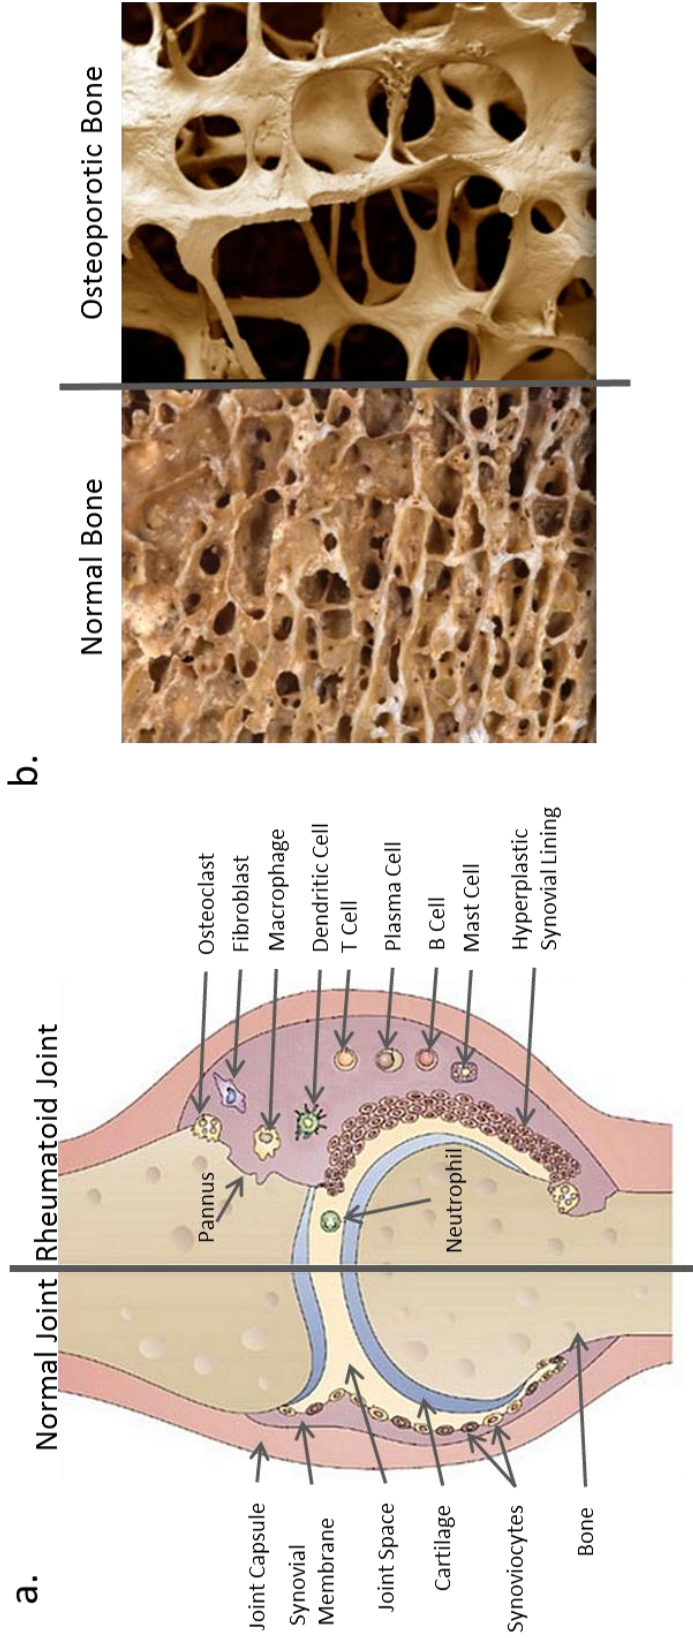 a.
Normal Joint
Rheumatoid Joint
Joint Capsule
Synovial
Membrane
Joint Space
Cartilage
Synoviocytes
Bone
Pannus
Neutrophil
Osteoclast
Fibroblast
Macrophage
Dendritic Cell
T Cell
Plasma Cell
B Cell
Mast Cell
Hyperplastic
Synovial Lining
b.
Normal Bone
Osteoporotic Bone